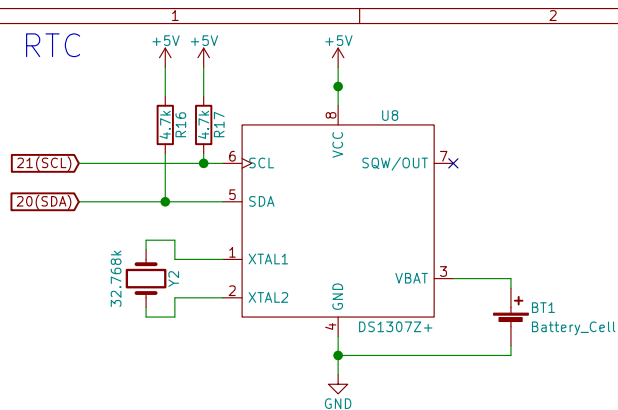 1
2
RTC
+5V
+5V
+5V
4.7k
R16
4.7k
R17
8
U8
VCC
21(SCL)
6
SCL
SQW/OUT
7
20(SDA)
5
SDA
1
XTAL1
32.768k
Y2
2
XTAL2
VBAT
3
GND
4
DS1307Z+
+
BT1
Battery_Cell
GND